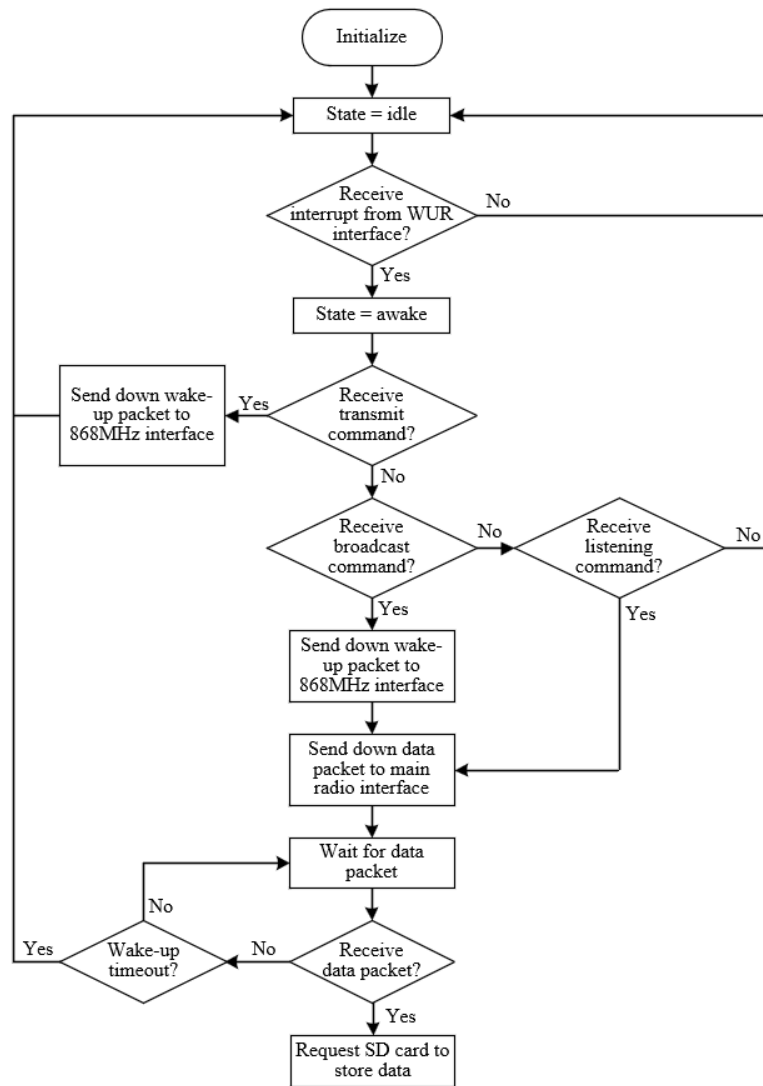 Initialize
State = idle
Receive
interrupt from WUR
interface?
No
Yes
State = awake
Receive
transmit
command?
Yes
Send down wake-
up packet to
868MHz interface
No
Receive
broadcast
command?
No
Receive
listening
command?
No
Yes
Yes
Send down wake-
up packet to
868MHz interface
Send down data
packet to main
radio interface
Wait for data
packet
No
Yes
Wake-up
timeout?
No
Receive
data packet?
Yes
Request SD card to
store data